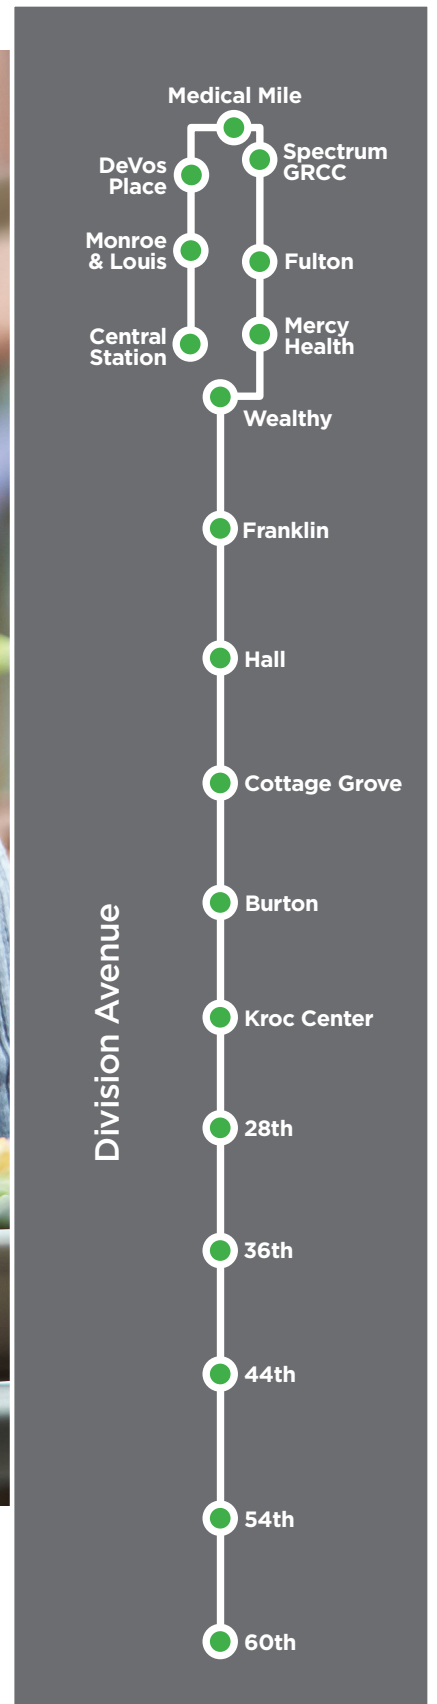 Medical Mile
Spectrum
GRCC
DeVos
Place
Monroe
& Louis
Fulton
Central
Station
Mercy
Health
Wealthy
Franklin
Hall
Cottage Grove
Burton
Division Avenue
Kroc Center
28th
36th
44th
54th
60th